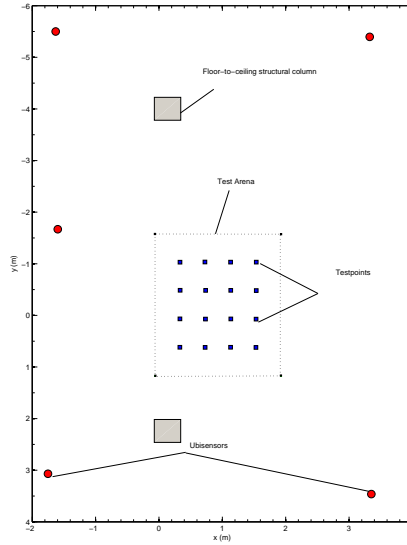 −6
−5
Floor−to−ceiling structural column
−4
−3
Test Arena
−2
−1
Testpoints
y (m)
0
1
2
Ubisensors
3
4
−2
−1
0
1
2
3
x (m)